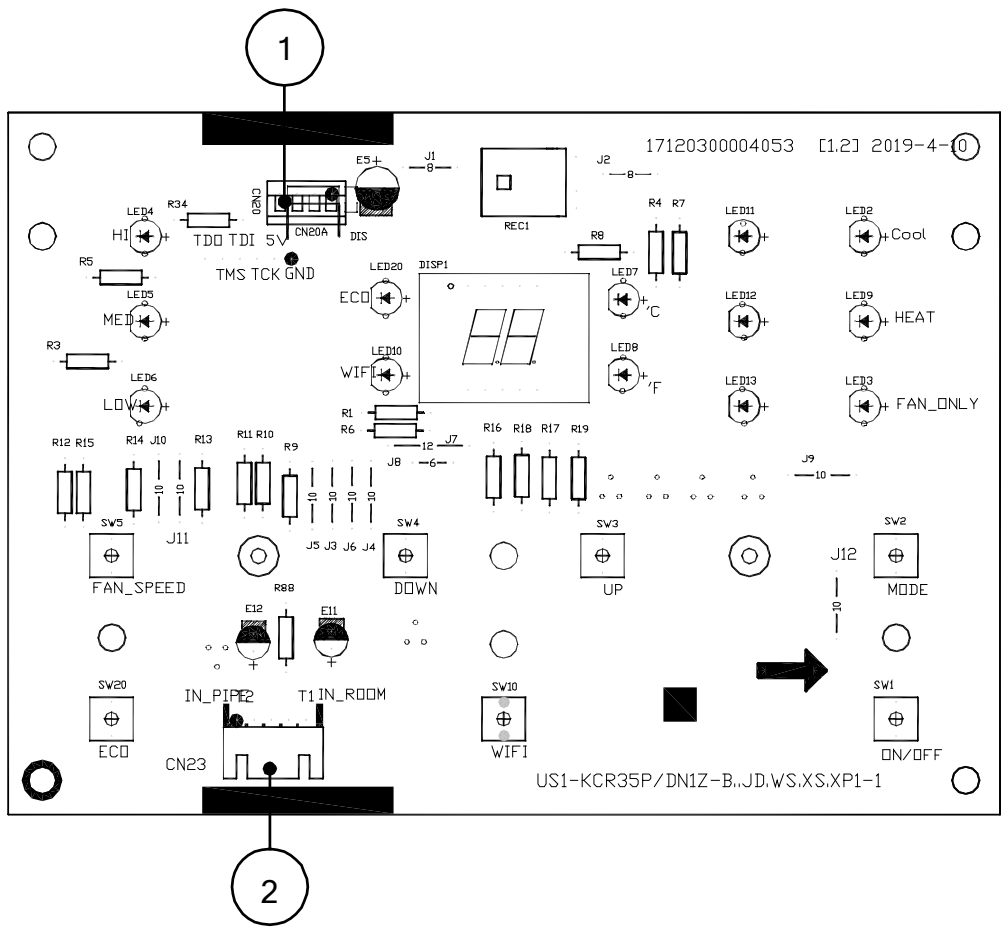 1
17120300004053 [1.2] 2019-4-10
E5+ J1 J2
8 8
CN20
LED4 R34 REC1 R4 R7 LED11 LED2
HI CN20A DIS R8 Cool
TDO TDI 5V
R5 TMS TCK GND LED20 DISP1 LED7
LED5 ECO 'C LED12 LED9
MED HEAT
R3 LED10 LED8
LED6 WIFI 'F LED13 LED3
LOW FAN_ONLY
R1
R6
R12 R15 R14 J10 R13 R11 R10 R9 12 J7 R16 R18 R17 R19
J8 6 J9
10 10 10 10 10 10 10
SW5 J11 J5 J3 J6 J4 SW4 SW3 SW2
J12
FAN_SPEED DOWN UP MODE
R88 10
E12 E11
+ +
SW20 IN_PIPE T2 T1 IN_ROOM SW10 SW1
ECO WIFI ON/OFF
CN23
US1-KCR35P/DN1Z-B..JD.WS.XS.XP1-1
2